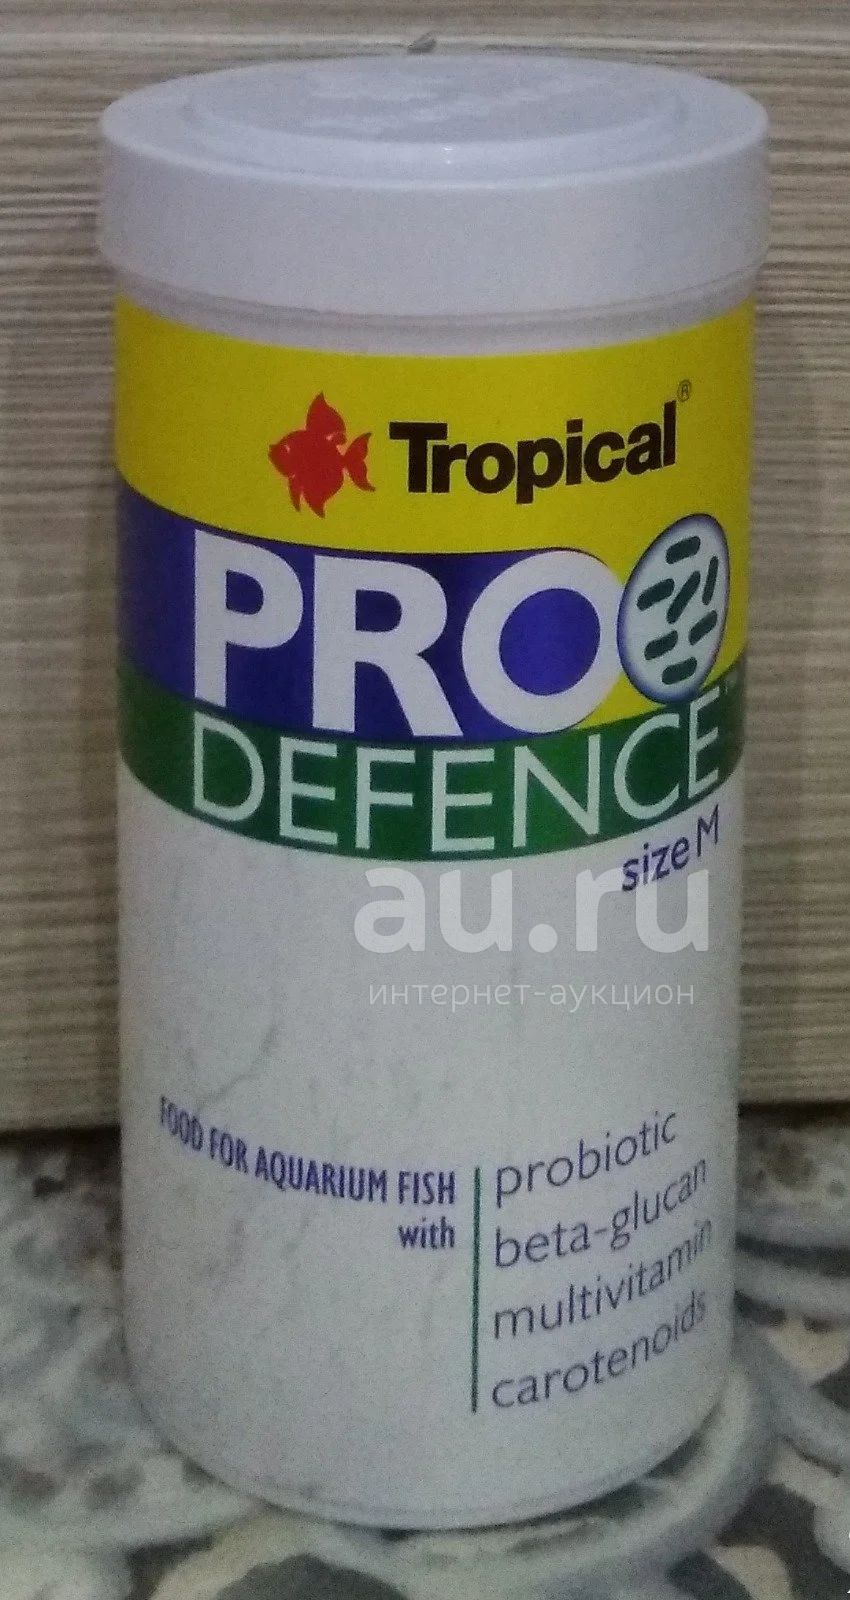 Tropical®
PRO
DEFENCE™
size M
au.ru
интернет-аукцион
FOOD FOR AQUARIUM FISH
with
probiotic
beta-glucan
multivitamin
carotenoids